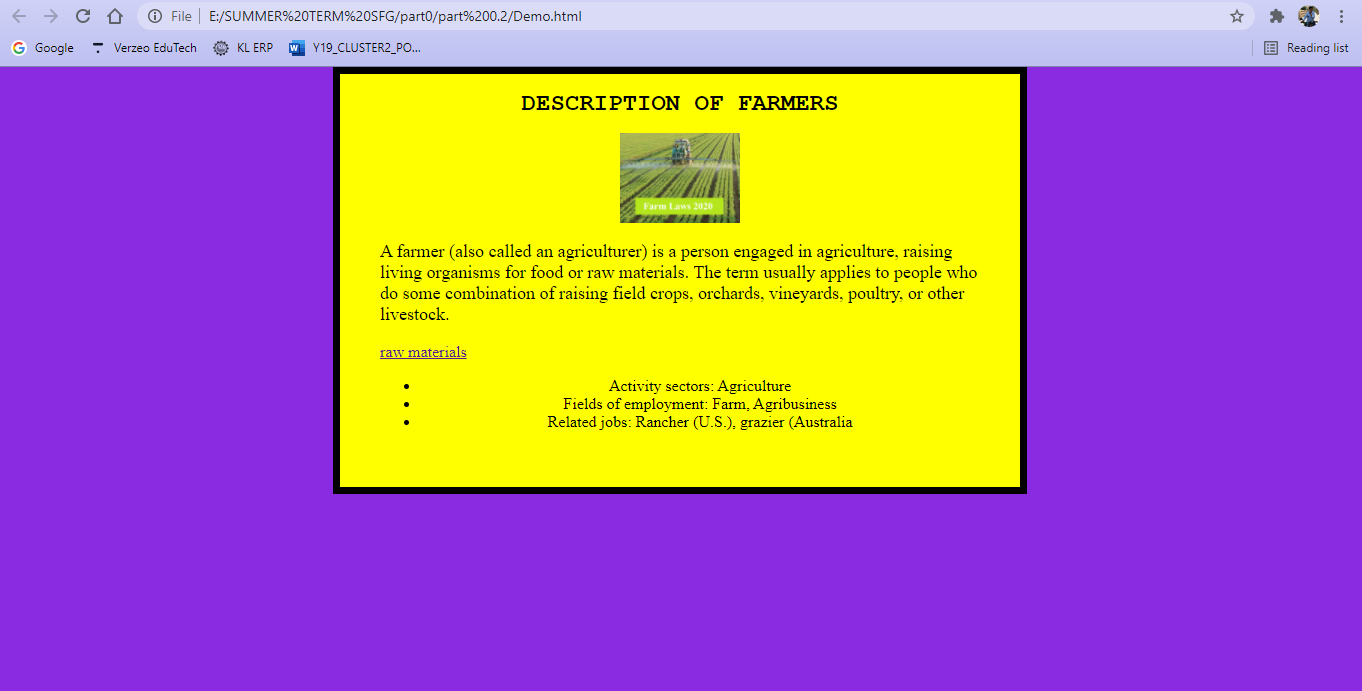 File
E:/SUMMER%20TERM%20SFG/part0/part%200.2/Demo.html
Google
Verzeo EduTech
KL ERP
Y19_CLUSTER2_PO...
Reading list
DESCRIPTION OF FARMERS
Farm Laws 2020
A farmer (also called an agriculturer) is a person engaged in agriculture, raising
living organisms for food or raw materials. The term usually applies to people who
do some combination of raising field crops, orchards, vineyards, poultry, or other
livestock.
raw materials
Activity sectors: Agriculture
Fields of employment: Farm, Agribusiness
Related jobs: Rancher (U.S.), grazier (Australia